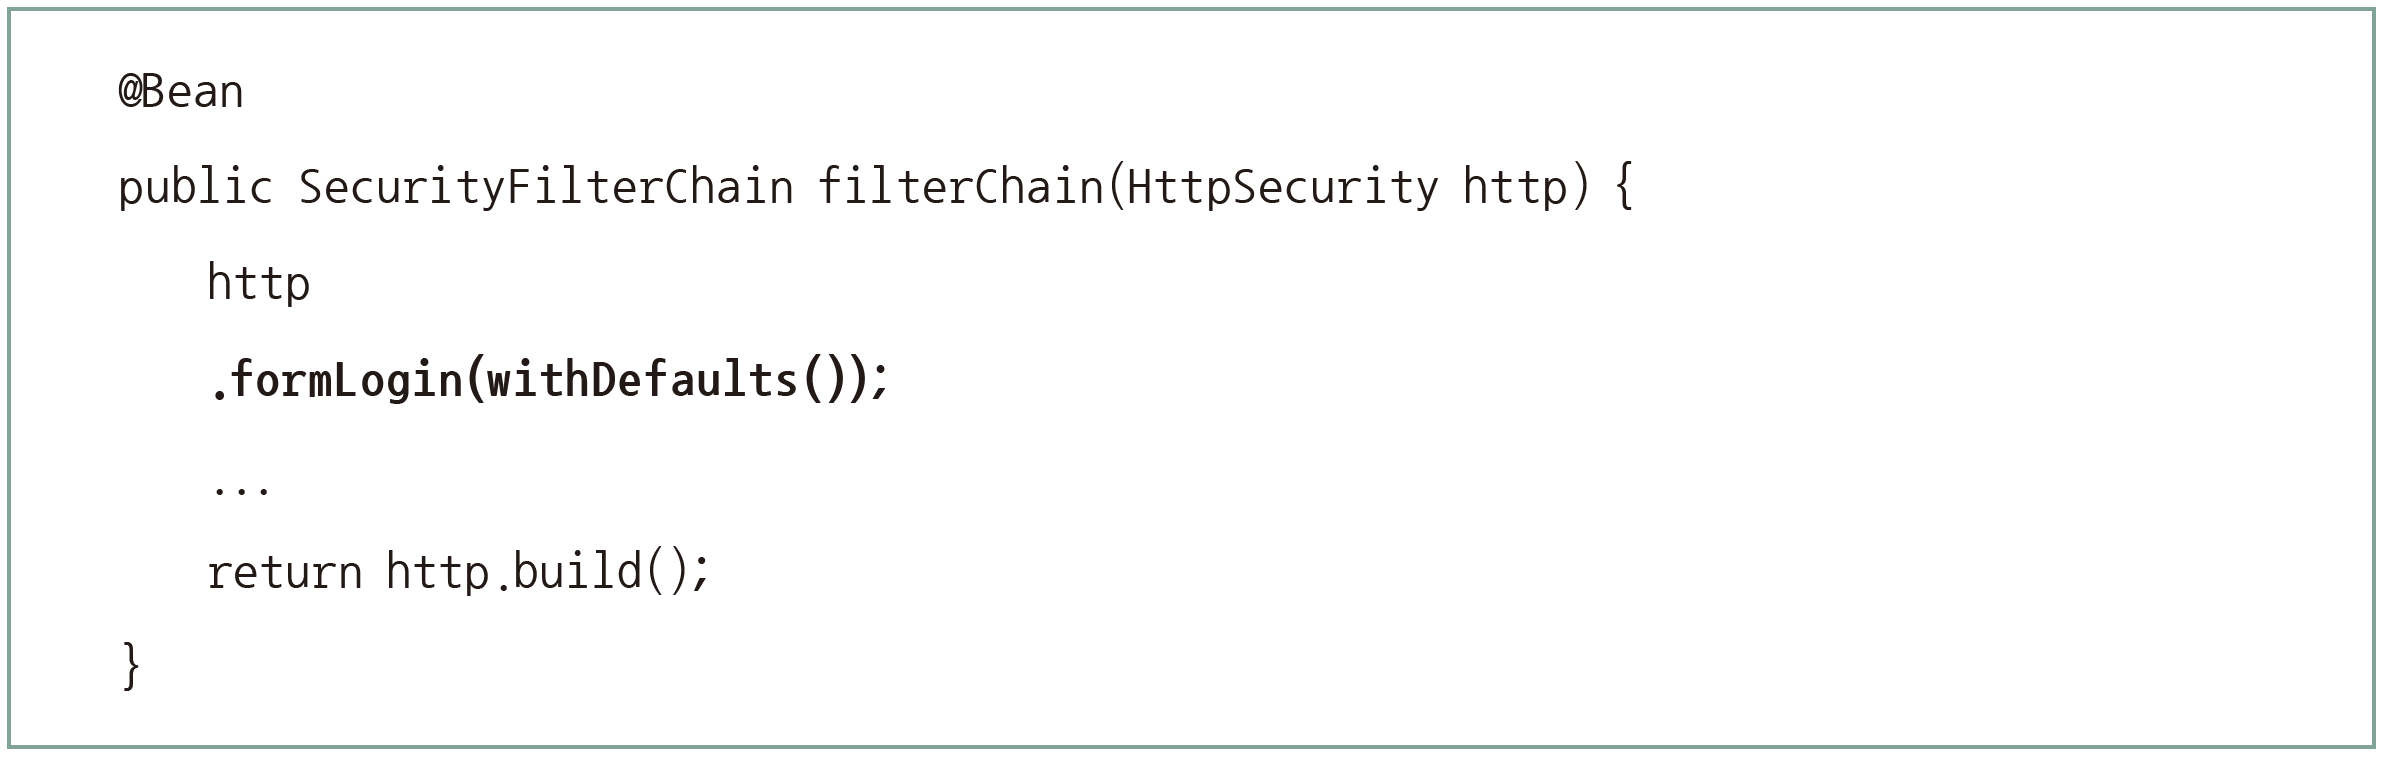 @Bean
public SecurityFilterChain filterChain(HttpSecurity http) {
http
.formLogin(withDefaults());
...
return http.build();
}